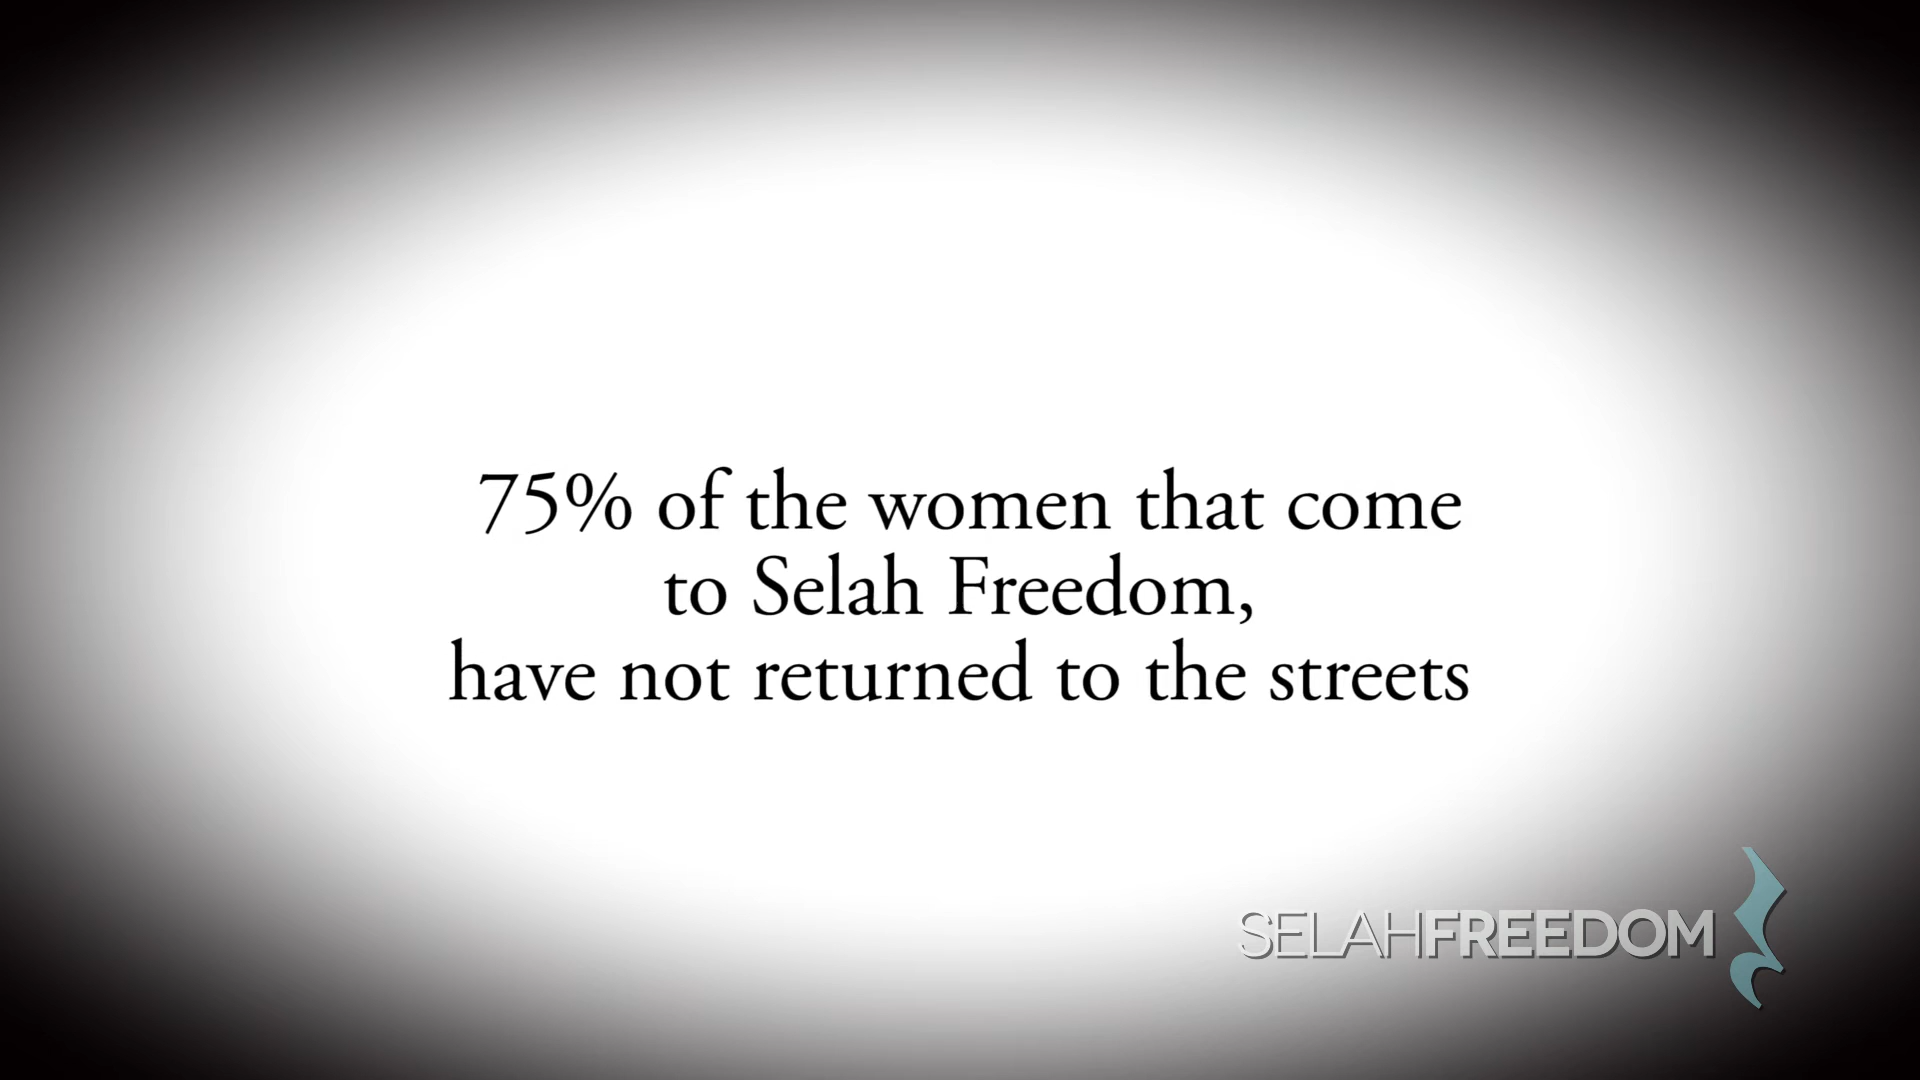 75% of the women that come
to Selah Freedom,
have not returned to the streets
SELAHFREEDOM